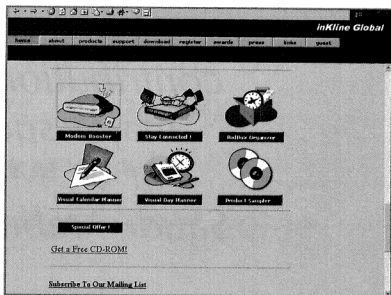 inKline Global
home about products support download register awards press links guest
Modem Booster Stay Connected ! RedBox Organizer
Visual Calendar Planner Visual Day Planner Product Sampler
Special Offer !
Get a Free CD-ROM!
Subscribe To Our Mailing List